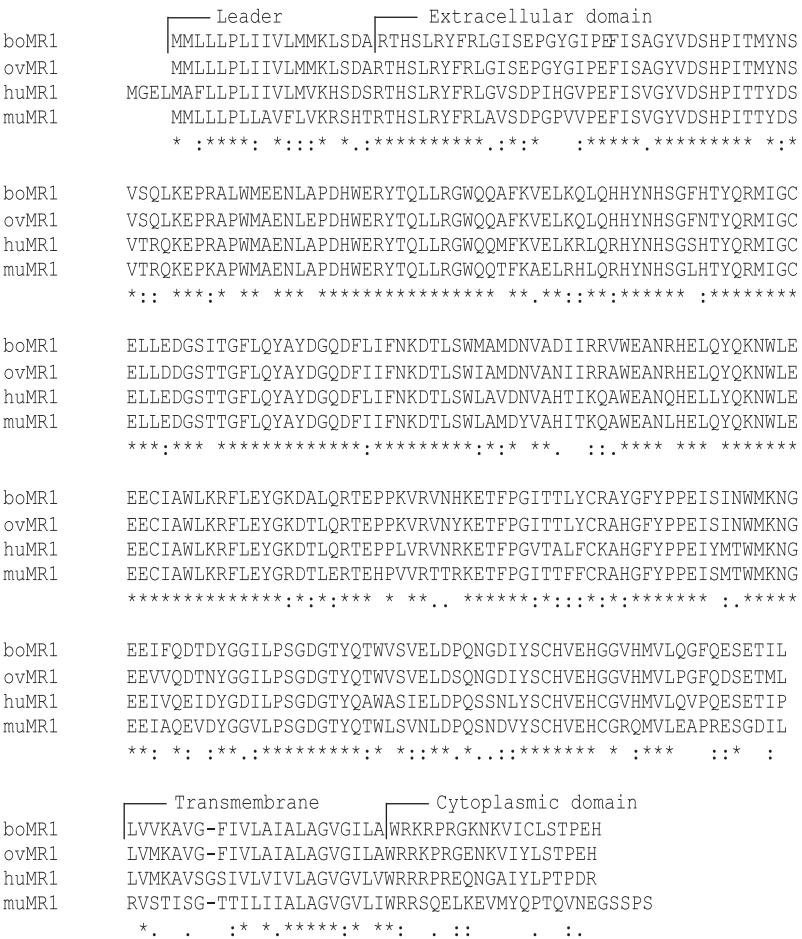 Leader Extracellular domain
boMR1 MMLLLPLIIVLMMKLSDARTHSLRYFRLGISEPGYGIPEFISAGYVDSHPITMYNS
ovMR1 MMLLLPLIIVLMMKLSDARTHSLRYFRLGISEPGYGIPEFISAGYVDSHPITMYNS
huMR1 MGELMAFLLPLIIVLMVKHSDSRTHSLRYFRLGVSDPIHGVPEFISVGYVDSHPITTYDS
muMR1 MMLLLPLLAVFLVKRSHTRTHSLRYFRLAVSDPGPVVPEFISVGYVDSHPITTYDS
* :****: *:::* *.:**********.:*:* :*****.********** *:*
boMR1 VSQLKEPRALWMEENLAPDHWERYTQLLRGWQQAFKVELKQLQHHYNHSGFHTYQRMIGC
ovMR1 VSQLKEPRAPWMAENLEPDHWERYTQLLRGWQQAFKVELKQLQHHYNHSGFNTYQRMIGC
huMR1 VTRQKEPRAPWMAENLAPDHWERYTQLLRGWQQMFKVELKRLQRHYNHSGSHTYQRMIGC
muMR1 VTRQKEPKAPWMAENLAPDHWERYTQLLRGWQQTFKAELRHLQRHYNHSGLHTYQRMIGC
*:: ***:* ** *** **************** **.**::**:****** :********
boMR1 ELLEDGSITGFLQYAYDGQDFLIFNKDTLSWMAMDNVADIIRRVWEANRHELQYQKNWLE
ovMR1 ELLDDGSTTGFLQYAYDGQDFIIFNKDTLSWIAMDNVANIIRRAWEANRHELQYQKNWLE
huMR1 ELLEDGSTTGFLQYAYDGQDFLIFNKDTLSWLAVDNVAHTIKQAWEANQHELLYQKNWLE
muMR1 ELLEDGSTTGFLQYAYDGQDFIIFNKDTLSWLAMDYVAHITKQAWEANLHELQYQKNWLE
***:*** *************:*********:*:* **. ::.**** *** *******
boMR1 EECIAWLKRFLEYGKDALQRTEPPKVRVNHKETFPGITTLYCRAYGFYPPEISINWMKNG
ovMR1 EECIAWLKRFLEYGKDTLQRTEPPKVRVNYKETFPGITTLYCRAHGFYPPEISINWMKNG
huMR1 EECIAWLKRFLEYGKDTLQRTEPPLVRVNRKETFPGVTALFCKAHGFYPPEIYMTWMKNG
muMR1 EECIAWLKRFLEYGRDTLERTEHPVVRTTRKETFPGITTFFCRAHGFYPPEISMTWMKNG
**************:*:*:*** * **.. ******:*:::*:*:******* :.*****
boMR1 EEIFQDTDYGGILPSGDGTYQTWVSVELDPQNGDIYSCHVEHGGVHMVLQGFQESETIL
ovMR1 EEVVQDTNYGGILPSGDGTYQTWVSVELDSQNGDIYSCHVEHGGVHMVLPGFQDSETML
huMR1 EEIVQEIDYGDILPSGDGTYQAWASIELDPQSSNLYSCHVEHCGVHMVLQVPQESETIP
muMR1 EEIAQEVDYGGVLPSGDGTYQTWLSVNLDPQSNDVYSCHVEHCGRQMVLEAPRESGDIL
**: *: :**.:*********:* *::**.*..::******* * :*** ::* :
Transmembrane Cytoplasmic domain
boMR1 LVVKAVG-FIVLAIALAGVGILAWRKRPRGKNKVICLSTPEH
ovMR1 LVMKAVG-FIVLAIALAGVGILAWRRKPRGENKVIYLSTPEH
huMR1 LVMKAVSGSIVLVIVLAGVGVLVWRRRPREQNGAIYLPTPDR
muMR1 RVSTISG-TTILIIALAGVGVLIWRRSQELKEVMYQPTQVNEGSSPS
*. . :* *.*****:* **: . :: . :.